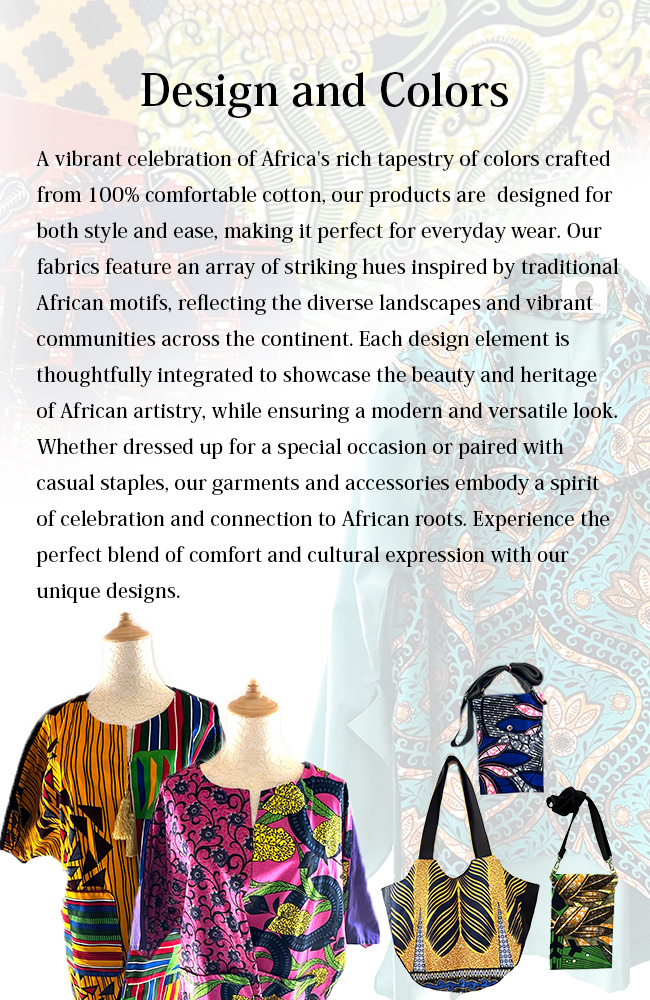 Design and Colors
A vibrant celebration of Africa's rich tapestry of colors crafted
from 100% comfortable cotton, our products are  designed for
both style and ease, making it perfect for everyday wear. Our
fabrics feature an array of striking hues inspired by traditional
African motifs, reflecting the diverse landscapes and vibrant
communities across the continent. Each design element is
thoughtfully integrated to showcase the beauty and heritage
of African artistry, while ensuring a modern and versatile look.
Whether dressed up for a special occasion or paired with
casual staples, our garments and accessories embody a spirit
of celebration and connection to African roots. Experience the
perfect blend of comfort and cultural expression with our
unique designs.